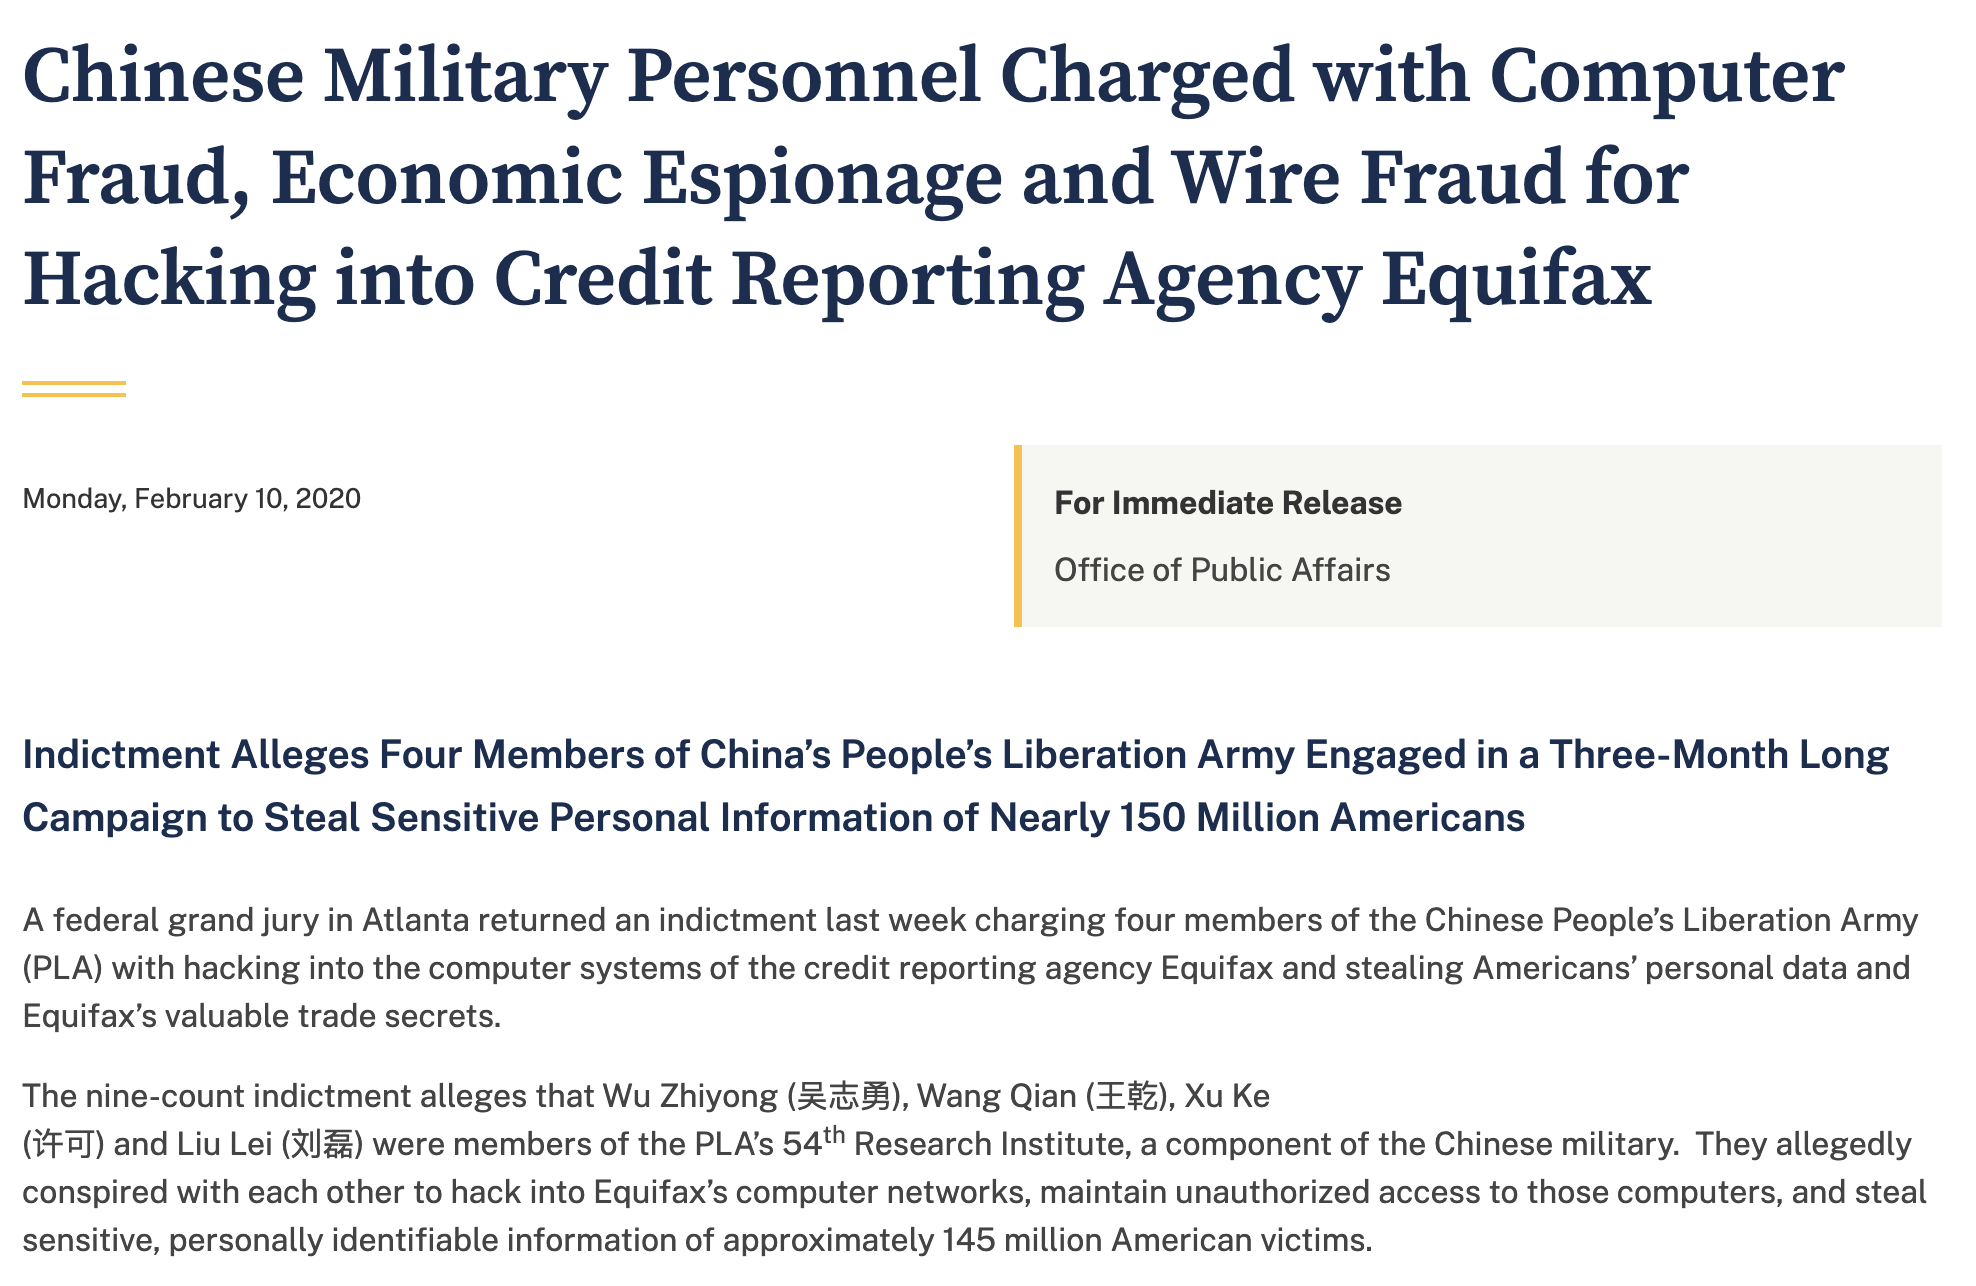 Chinese Military Personnel Charged with Computer
Fraud, Economic Espionage and Wire Fraud for
Hacking into Credit Reporting Agency Equifax
Monday, February 10, 2020
For Immediate Release
Office of Public Affairs
Indictment Alleges Four Members of China’s People’s Liberation Army Engaged in a Three-Month Long
Campaign to Steal Sensitive Personal Information of Nearly 150 Million Americans
A federal grand jury in Atlanta returned an indictment last week charging four members of the Chinese People’s Liberation Army
(PLA) with hacking into the computer systems of the credit reporting agency Equifax and stealing Americans’ personal data and
Equifax’s valuable trade secrets.
The nine-count indictment alleges that Wu Zhiyong (吴志勇), Wang Qian (王乾), Xu Ke
(许可) and Liu Lei (刘磊) were members of the PLA’s 54th Research Institute, a component of the Chinese military.  They allegedly
conspired with each other to hack into Equifax’s computer networks, maintain unauthorized access to those computers, and steal
sensitive, personally identifiable information of approximately 145 million American victims.